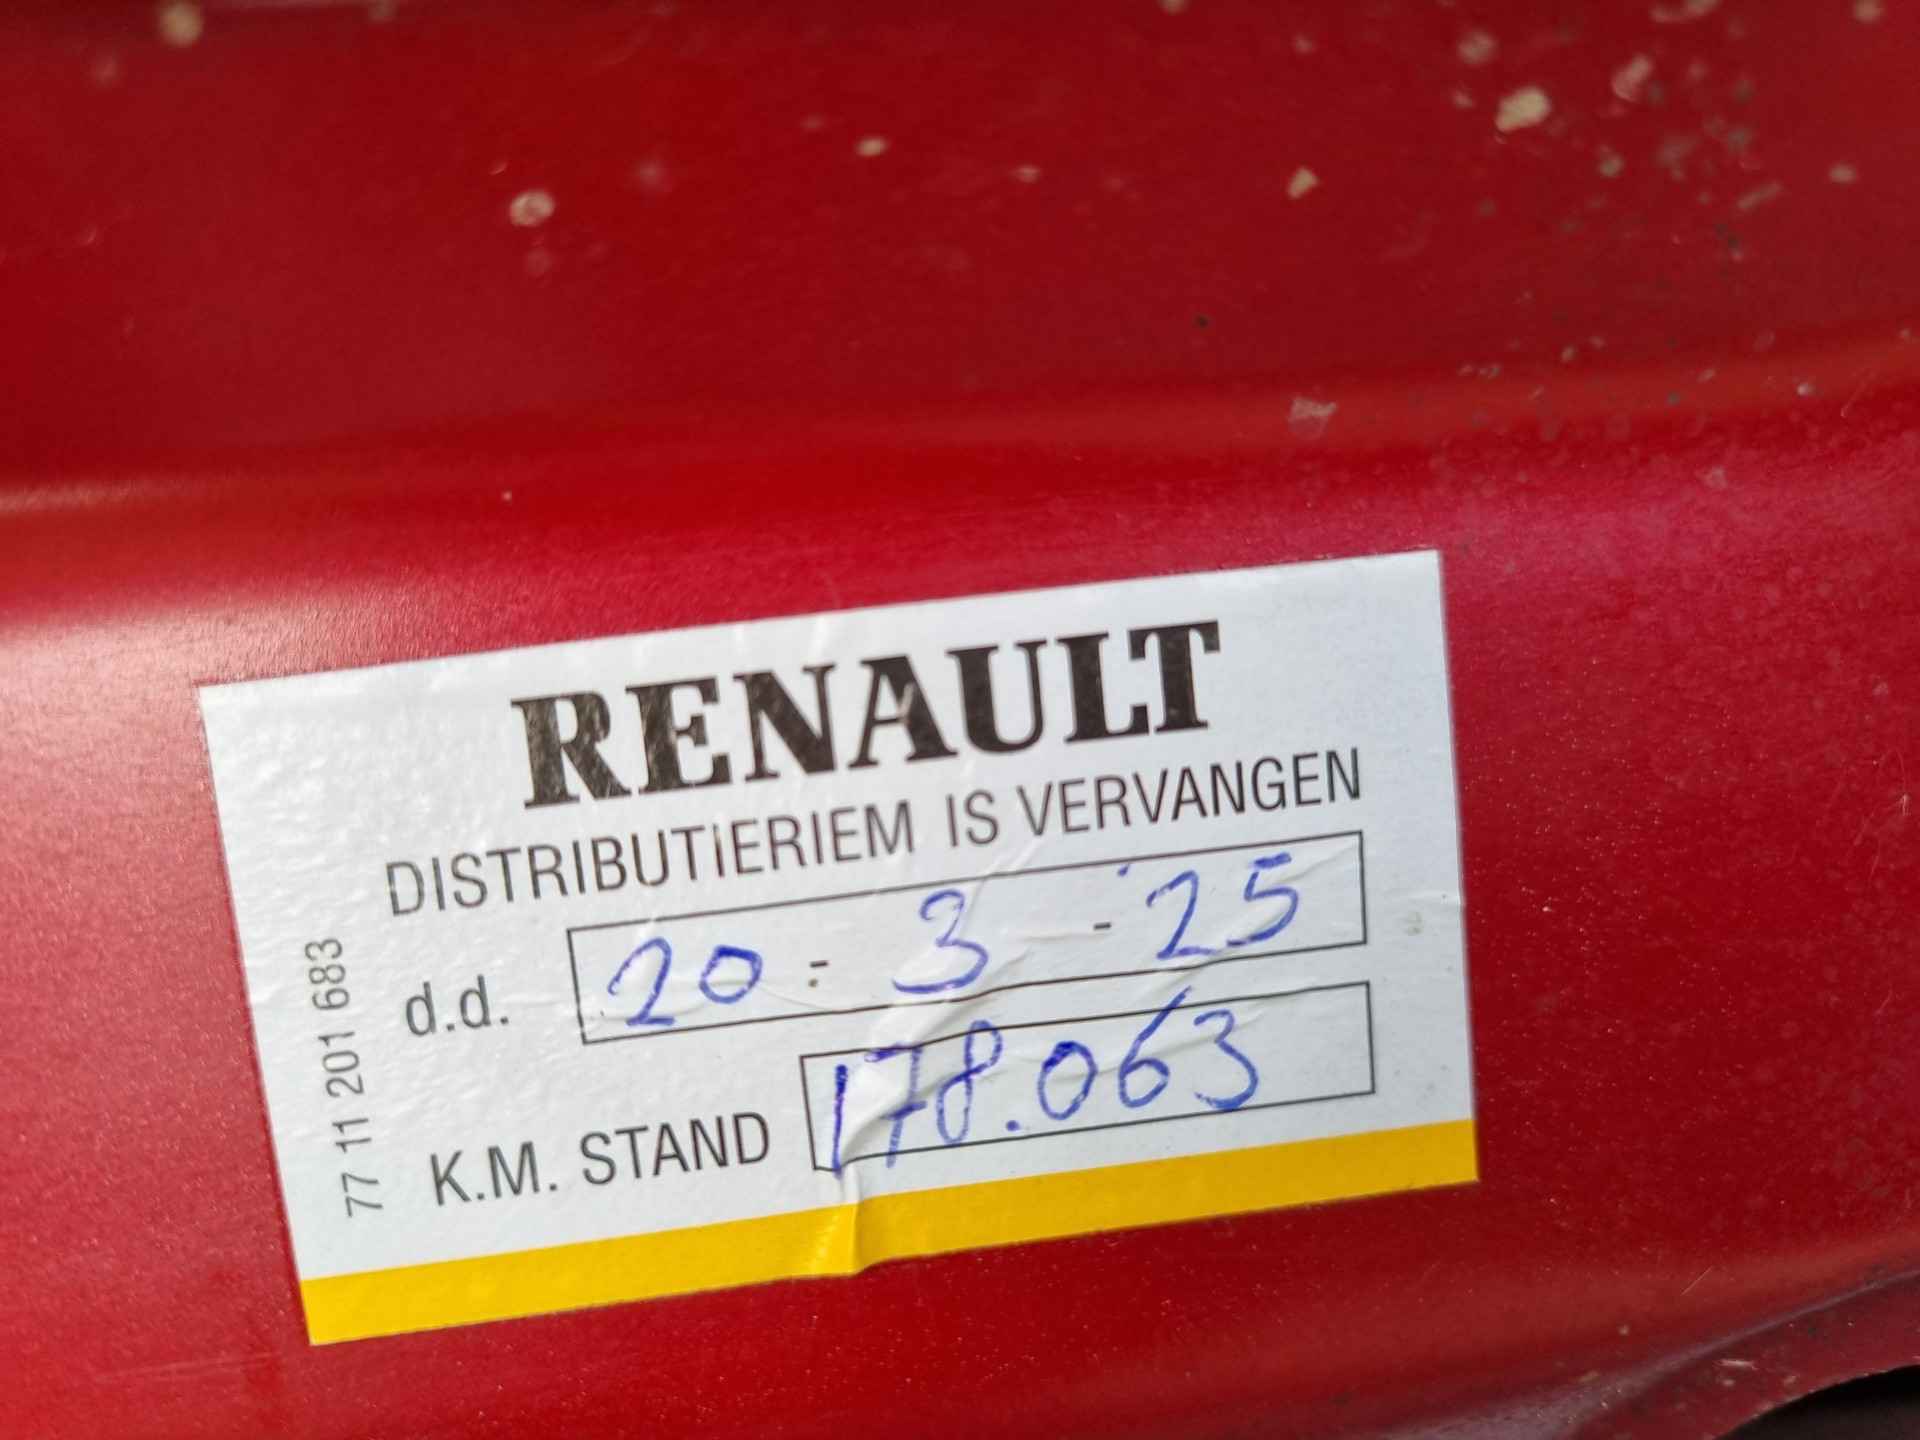 RENAULT
DISTRIBUTIERIEM IS VERVANGEN
d.d. 20 - 3 - 25
K.M. STAND 178.063
77 11 201 683